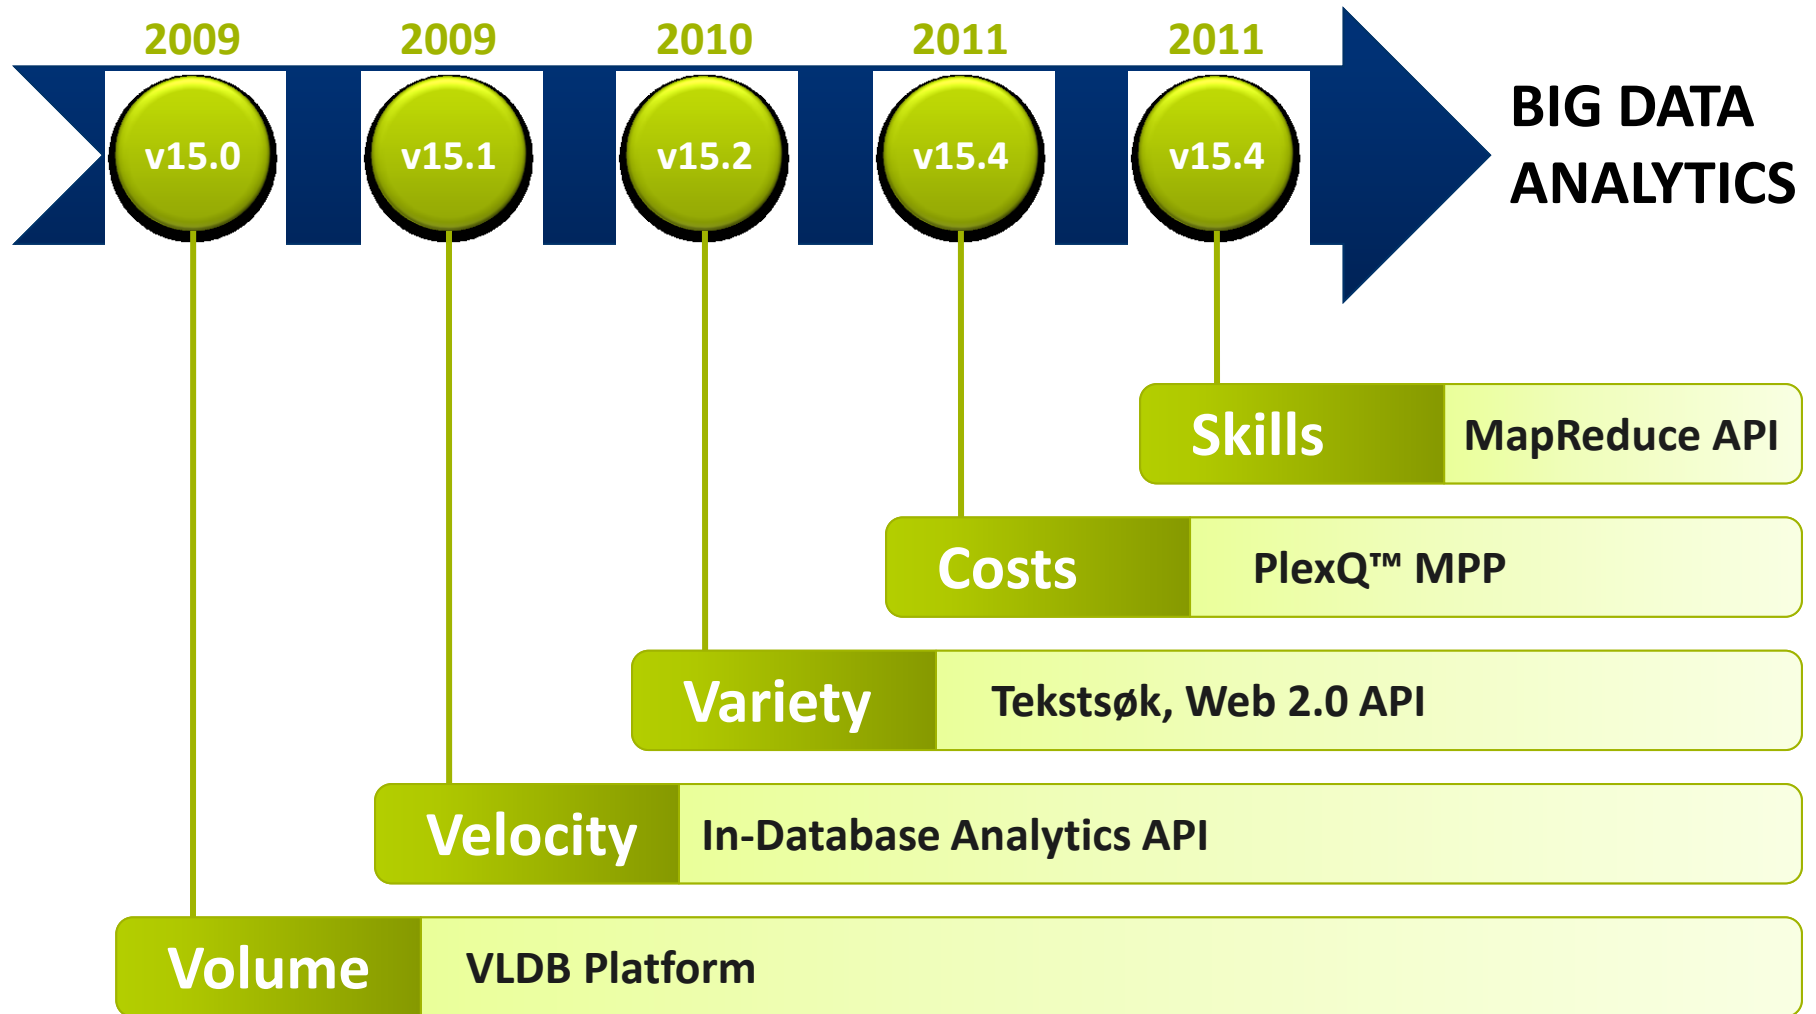 2009 2009 2010 2011 2011
v15.0 v15.1 v15.2 v15.4 v15.4
BIG DATA
ANALYTICS
Skills MapReduce API
Costs PlexQ™ MPP
Variety Tekstsøk, Web 2.0 API
Velocity In-Database Analytics API
Volume VLDB Platform